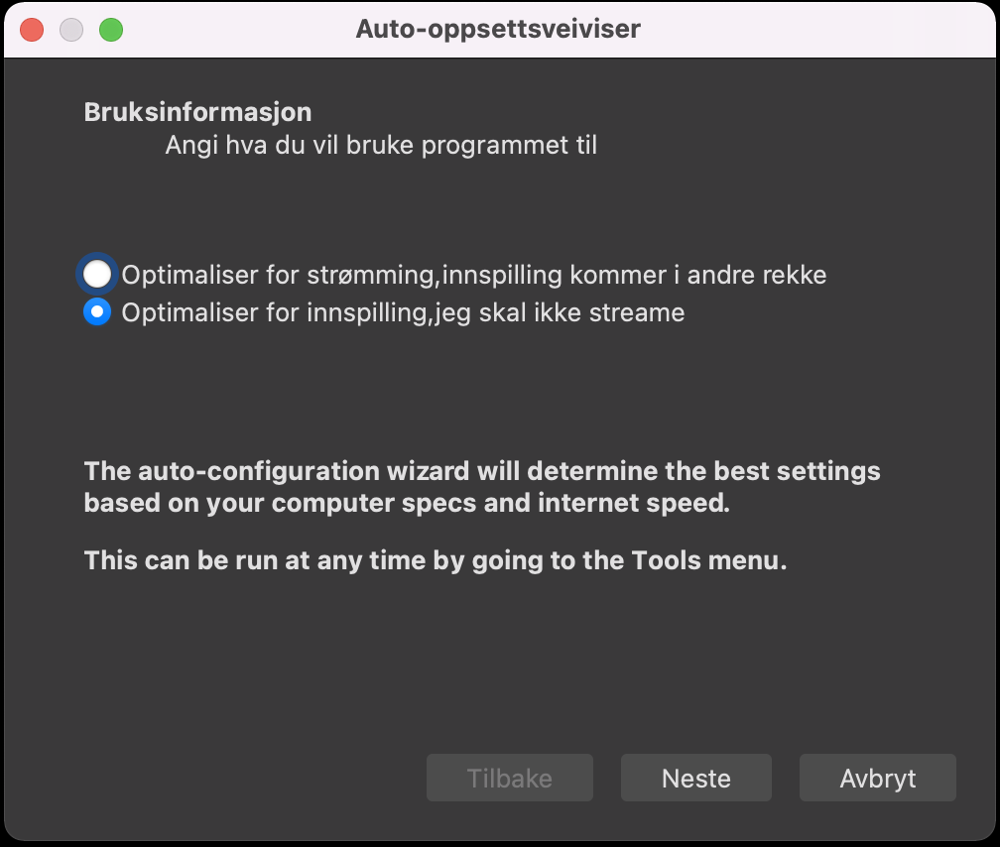 Auto-oppsettsveiviser
Bruksinformasjon
Angi hva du vil bruke programmet til
Optimaliser for strømming,innspilling kommer i andre rekke
Optimaliser for innspilling,jeg skal ikke streame
The auto-configuration wizard will determine the best settings
based on your computer specs and internet speed.
This can be run at any time by going to the Tools menu.
Tilbake
Neste
Avbryt